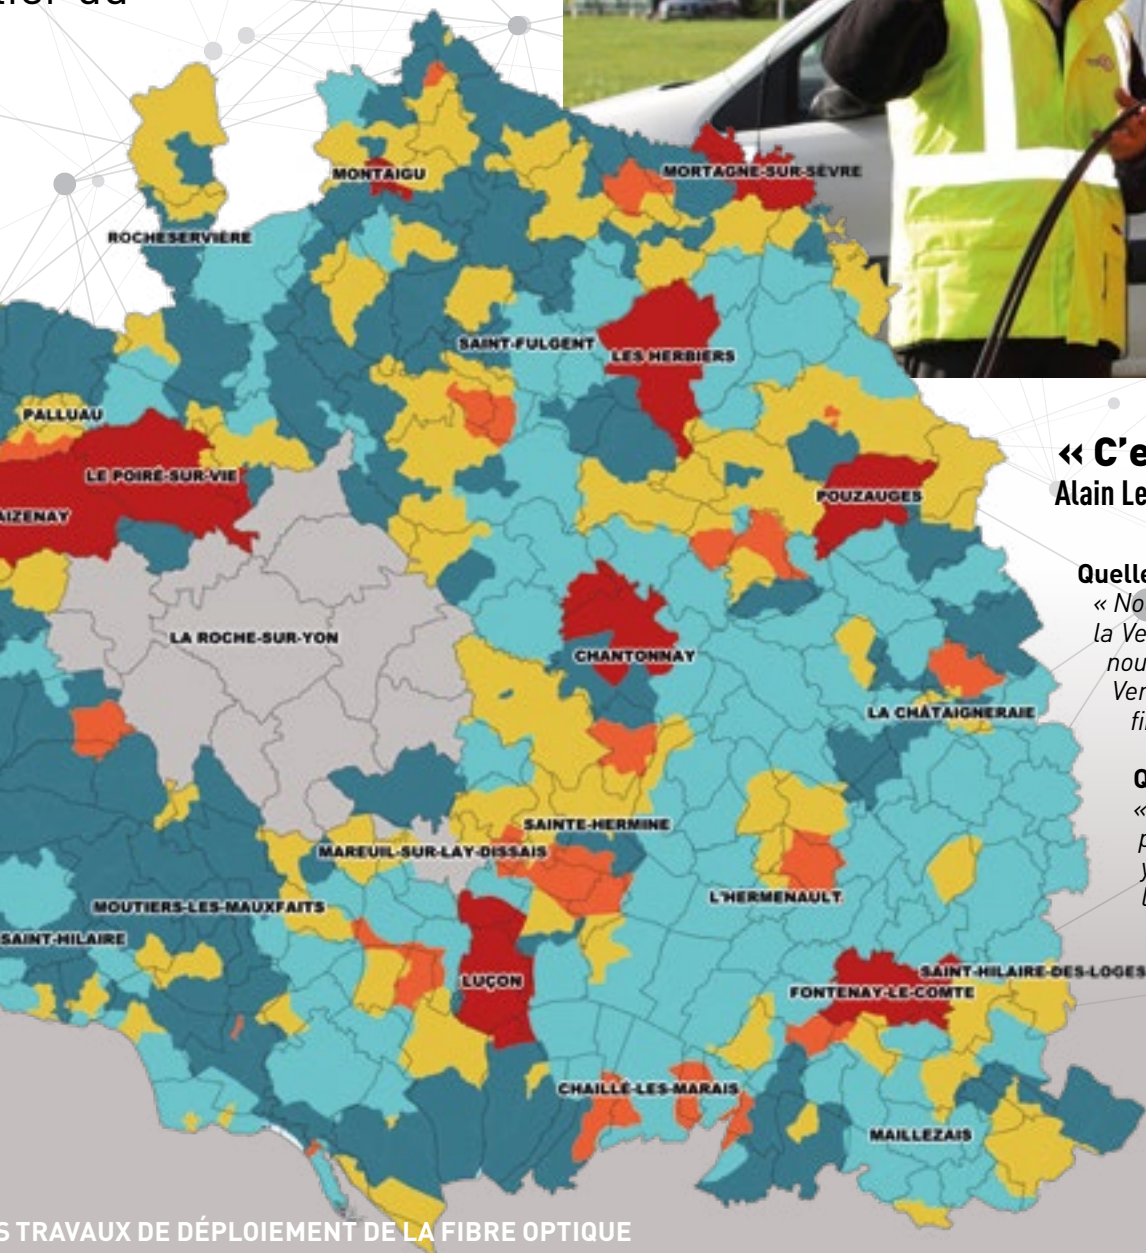 MONTAIGU
MORTAGNE-SUR-SÈVRE
ROCHESERVIÈRE
SAINT-FULGENT
LES HERBIERS
PALLUAU
LE POIRÉ-SUR-VIE
AIZENAY
POUZAUGES
LA ROCHE-SUR-YON
CHANTONNAY
LA CHÂTAIGNERAIE
SAINTE-HERMINE
MAREUIL-SUR-LAY-DISSAIS
L'HERMENAULT
MOUTIERS-LES-MAUXFAITS
SAINT-HILAIRE
LUÇON
SAINT-HILAIRE-DES-LOGES
FONTENAY-LE-COMTE
CHAILLÉ-LES-MARAIS
MAILLEZAIS
S TRAVAUX DE DÉPLOIEMENT DE LA FIBRE OPTIQUE
« C'e
Alain Le
Quelle
« No
la Ve
nou
Ver
fi
Q
«
p
y
l